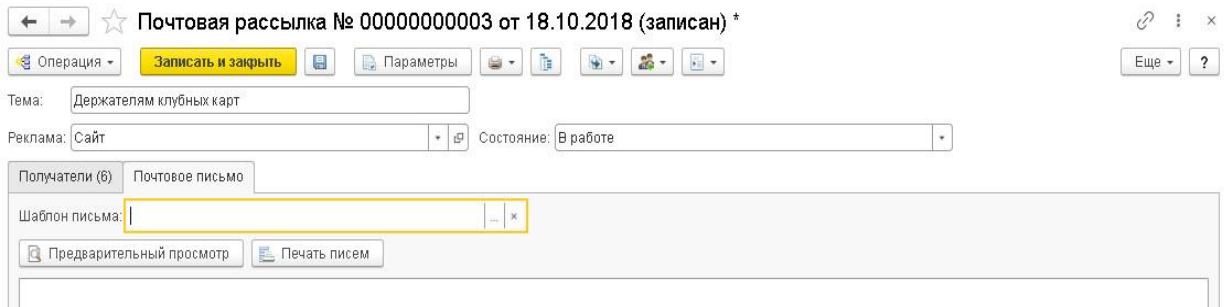 Почтовая рассылка № 00000000003 от 18.10.2018 (записан) *
Операция Записать и закрыть Параметры Еще ?
Тема: Держателям клубных карт
Реклама: Сайт Состояние: В работе
Получатели (6) Почтовое письмо
Шаблон письма: ...
Предварительный просмотр Печать писем